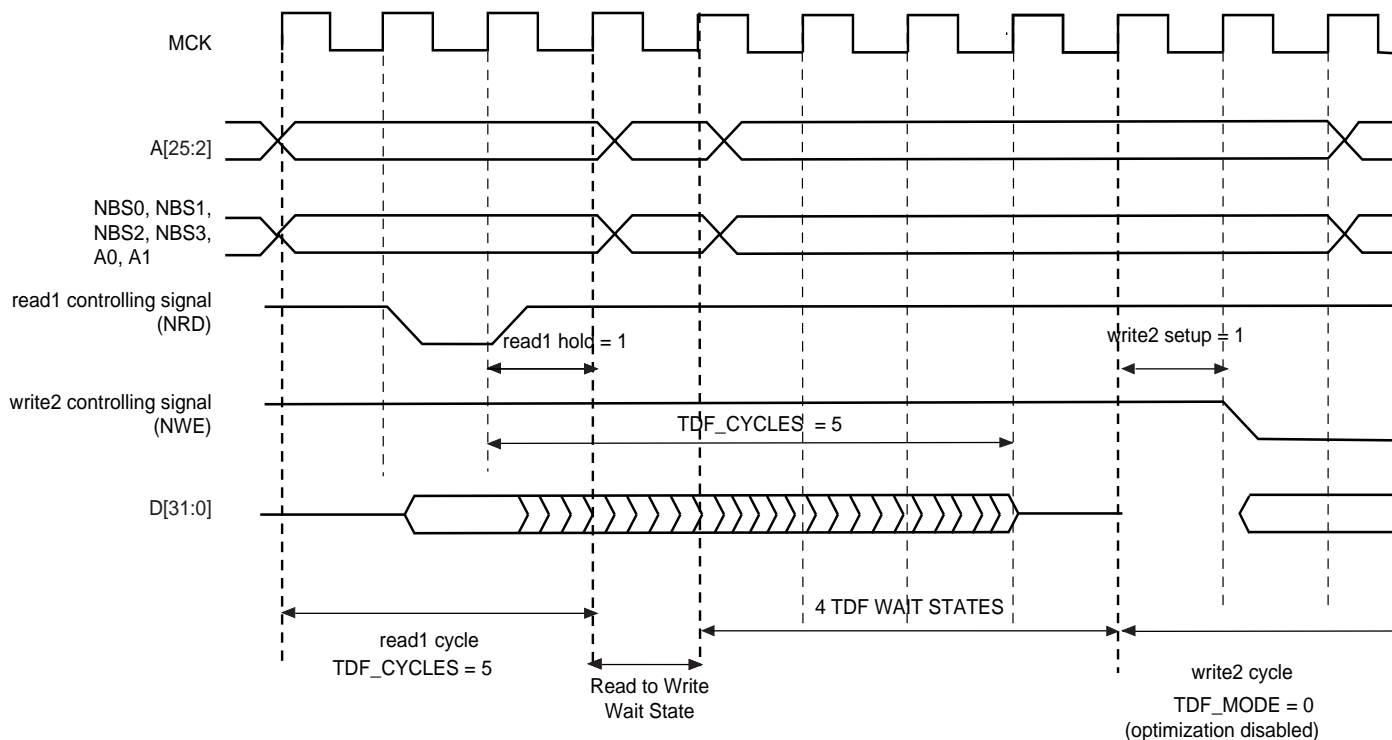 MCK
A[25:2]
NBS0, NBS1,
NBS2, NBS3,
A0, A1
read1 controlling signal
(NRD)
read1 hold = 1
write2 setup = 1
write2 controlling signal
(NWE)
TDF_CYCLES = 5
D[31:0]
4 TDF WAIT STATES
read1 cycle
TDF_CYCLES = 5
Read to Write
Wait State
write2 cycle
TDF_MODE = 0
(optimization disabled)